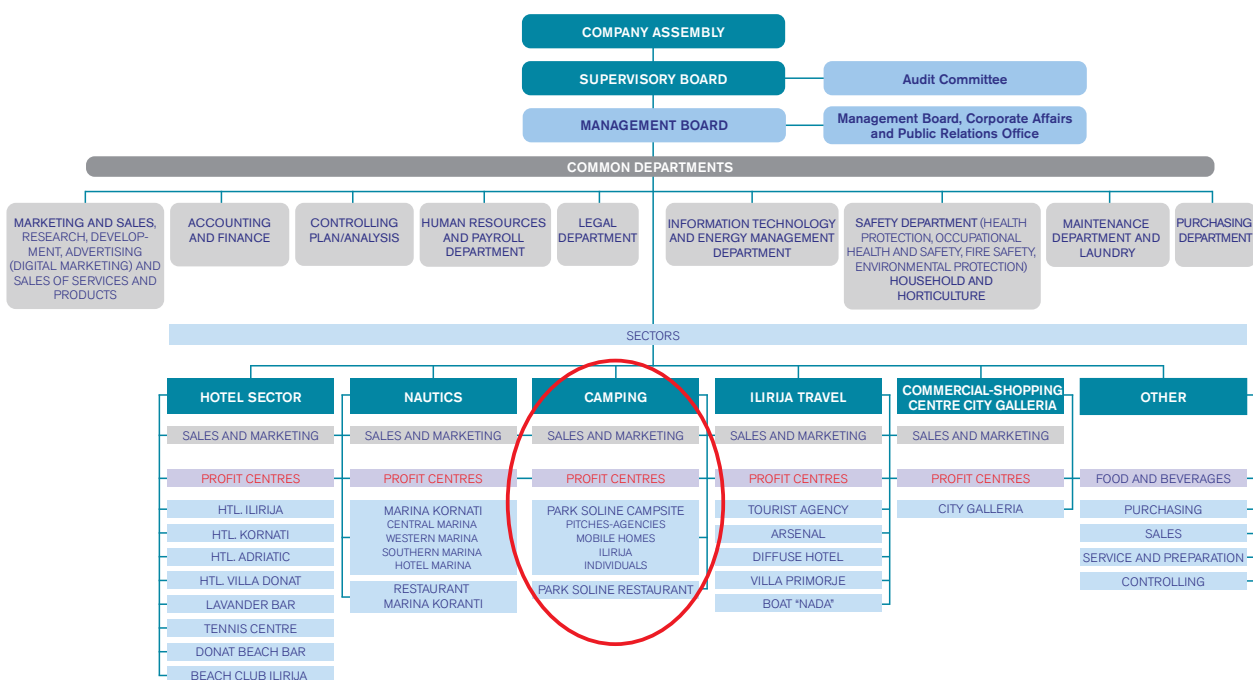 COMPANY ASSEMBLY
SUPERVISORY BOARD
Audit Committee
MANAGEMENT BOARD
Management Board, Corporate Affairs
and Public Relations Office
COMMON DEPARTMENTS
MARKETING AND SALES,
RESEARCH, DEVELOP-
MENT, ADVERTISING
(DIGITAL MARKETING) AND
SALES OF SERVICES AND
PRODUCTS
ACCOUNTING
AND FINANCE
CONTROLLING
PLAN/ANALYSIS
HUMAN RESOURCES
AND PAYROLL
DEPARTMENT
LEGAL
DEPARTMENT
INFORMATION TECHNOLOGY
AND ENERGY MANAGEMENT
DEPARTMENT
SAFETY DEPARTMENT (HEALTH
PROTECTION, OCCUPATIONAL
HEALTH AND SAFETY, FIRE SAFETY,
ENVIRONMENTAL PROTECTION)
HOUSEHOLD AND
HORTICULTURE
MAINTENANCE
DEPARTMENT AND
LAUNDRY
PURCHASING
DEPARTMENT
SECTORS
HOTEL SECTOR
SALES AND MARKETING
PROFIT CENTRES
HTL. ILIRIJA
HTL. KORNATI
HTL. ADRIATIC
HTL. VILLA DONAT
LAVANDER BAR
TENNIS CENTRE
DONAT BEACH BAR
BEACH CLUB ILIRIJA
NAUTICS
SALES AND MARKETING
PROFIT CENTRES
MARINA KORNATI
CENTRAL MARINA
WESTERN MARINA
SOUTHERN MARINA
HOTEL MARINA
RESTAURANT
MARINA KORANTI
CAMPING
SALES AND MARKETING
PROFIT CENTRES
PARK SOLINE CAMPSITE
PITCHES-AGENCIES
MOBILE HOMES
ILIRIJA
INDIVIDUALS
PARK SOLINE RESTAURANT
ILIRIJA TRAVEL
SALES AND MARKETING
PROFIT CENTRES
TOURIST AGENCY
ARSENAL
DIFFUSE HOTEL
VILLA PRIMORJE
BOAT “NADA”
COMMERCIAL-SHOPPING
CENTRE CITY GALLERIA
SALES AND MARKETING
PROFIT CENTRES
CITY GALLERIA
OTHER
FOOD AND BEVERAGES
PURCHASING
SALES
SERVICE AND PREPARATION
CONTROLLING